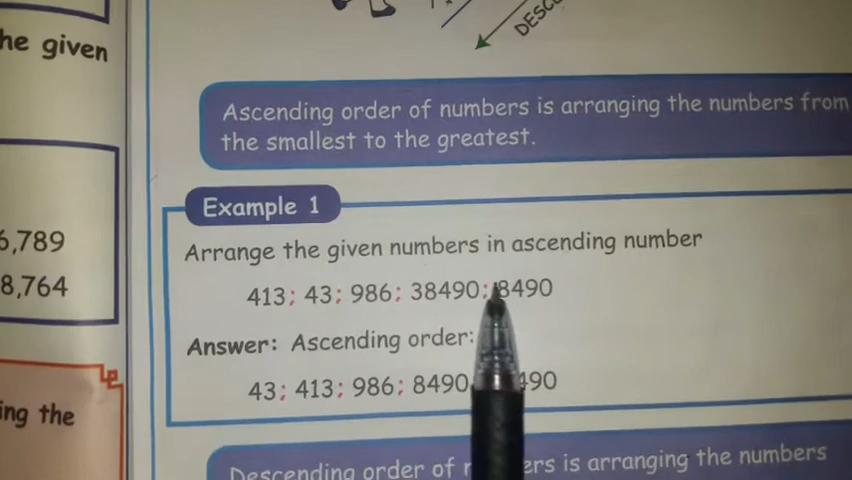 he given
6,789
8,764
ing the
DESC
Ascending order of numbers is arranging the numbers from
the smallest to the greatest.
Example 1
Arrange the given numbers in ascending number
413; 43; 986; 38490; 8490
Answer: Ascending order:
43; 413; 986; 8490 490
Descending order of is arranging the numbers